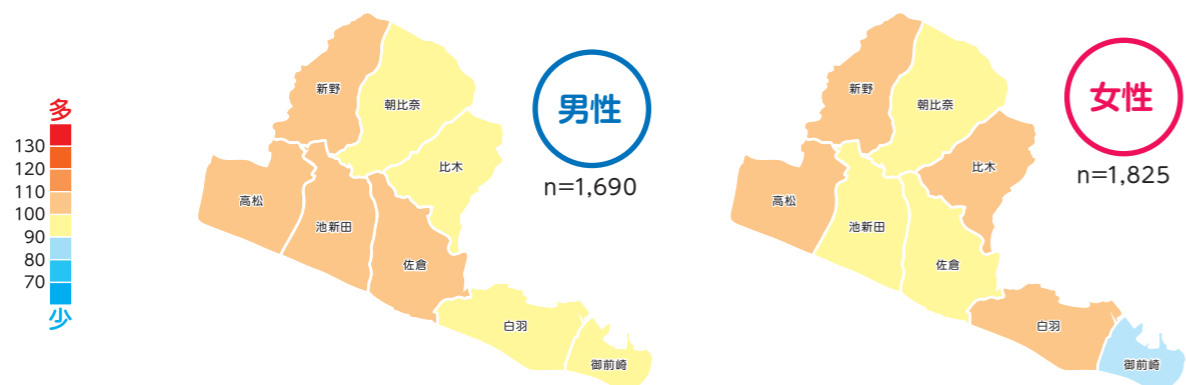 多
130
120
110
100
90
80
70
少
新野
朝比奈
比木
高松
池新田
佐倉
白羽
御前崎
男性
n=1,690
新野
朝比奈
比木
高松
池新田
佐倉
白羽
御前崎
女性
n=1,825